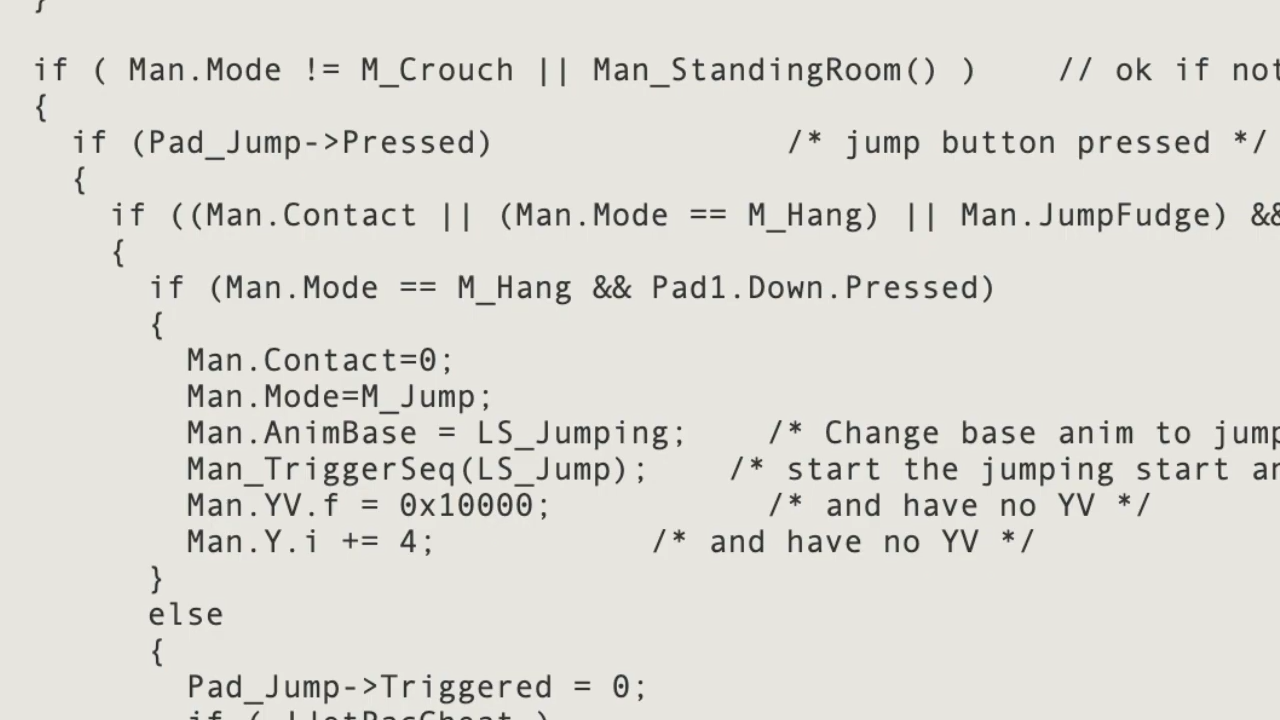 }
if ( Man.Mode != M_Crouch || Man_StandingRoom() )    // ok if not
{
  if (Pad_Jump->Pressed)               /* jump button pressed */
  {
    if ((Man.Contact || (Man.Mode == M_Hang) || Man.JumpFudge) &&
    {
      if (Man.Mode == M_Hang && Pad1.Down.Pressed)
      {
        Man.Contact=0;
        Man.Mode=M_Jump;
        Man.AnimBase = LS_Jumping;    /* Change base anim to jump
        Man_TriggerSeq(LS_Jump);    /* start the jumping start
        Man.YV.f = 0x10000;           /* and have no YV */
        Man.Y.i += 4;           /* and have no YV */
      }
      else
      {
        Pad_Jump->Triggered = 0;
        if (